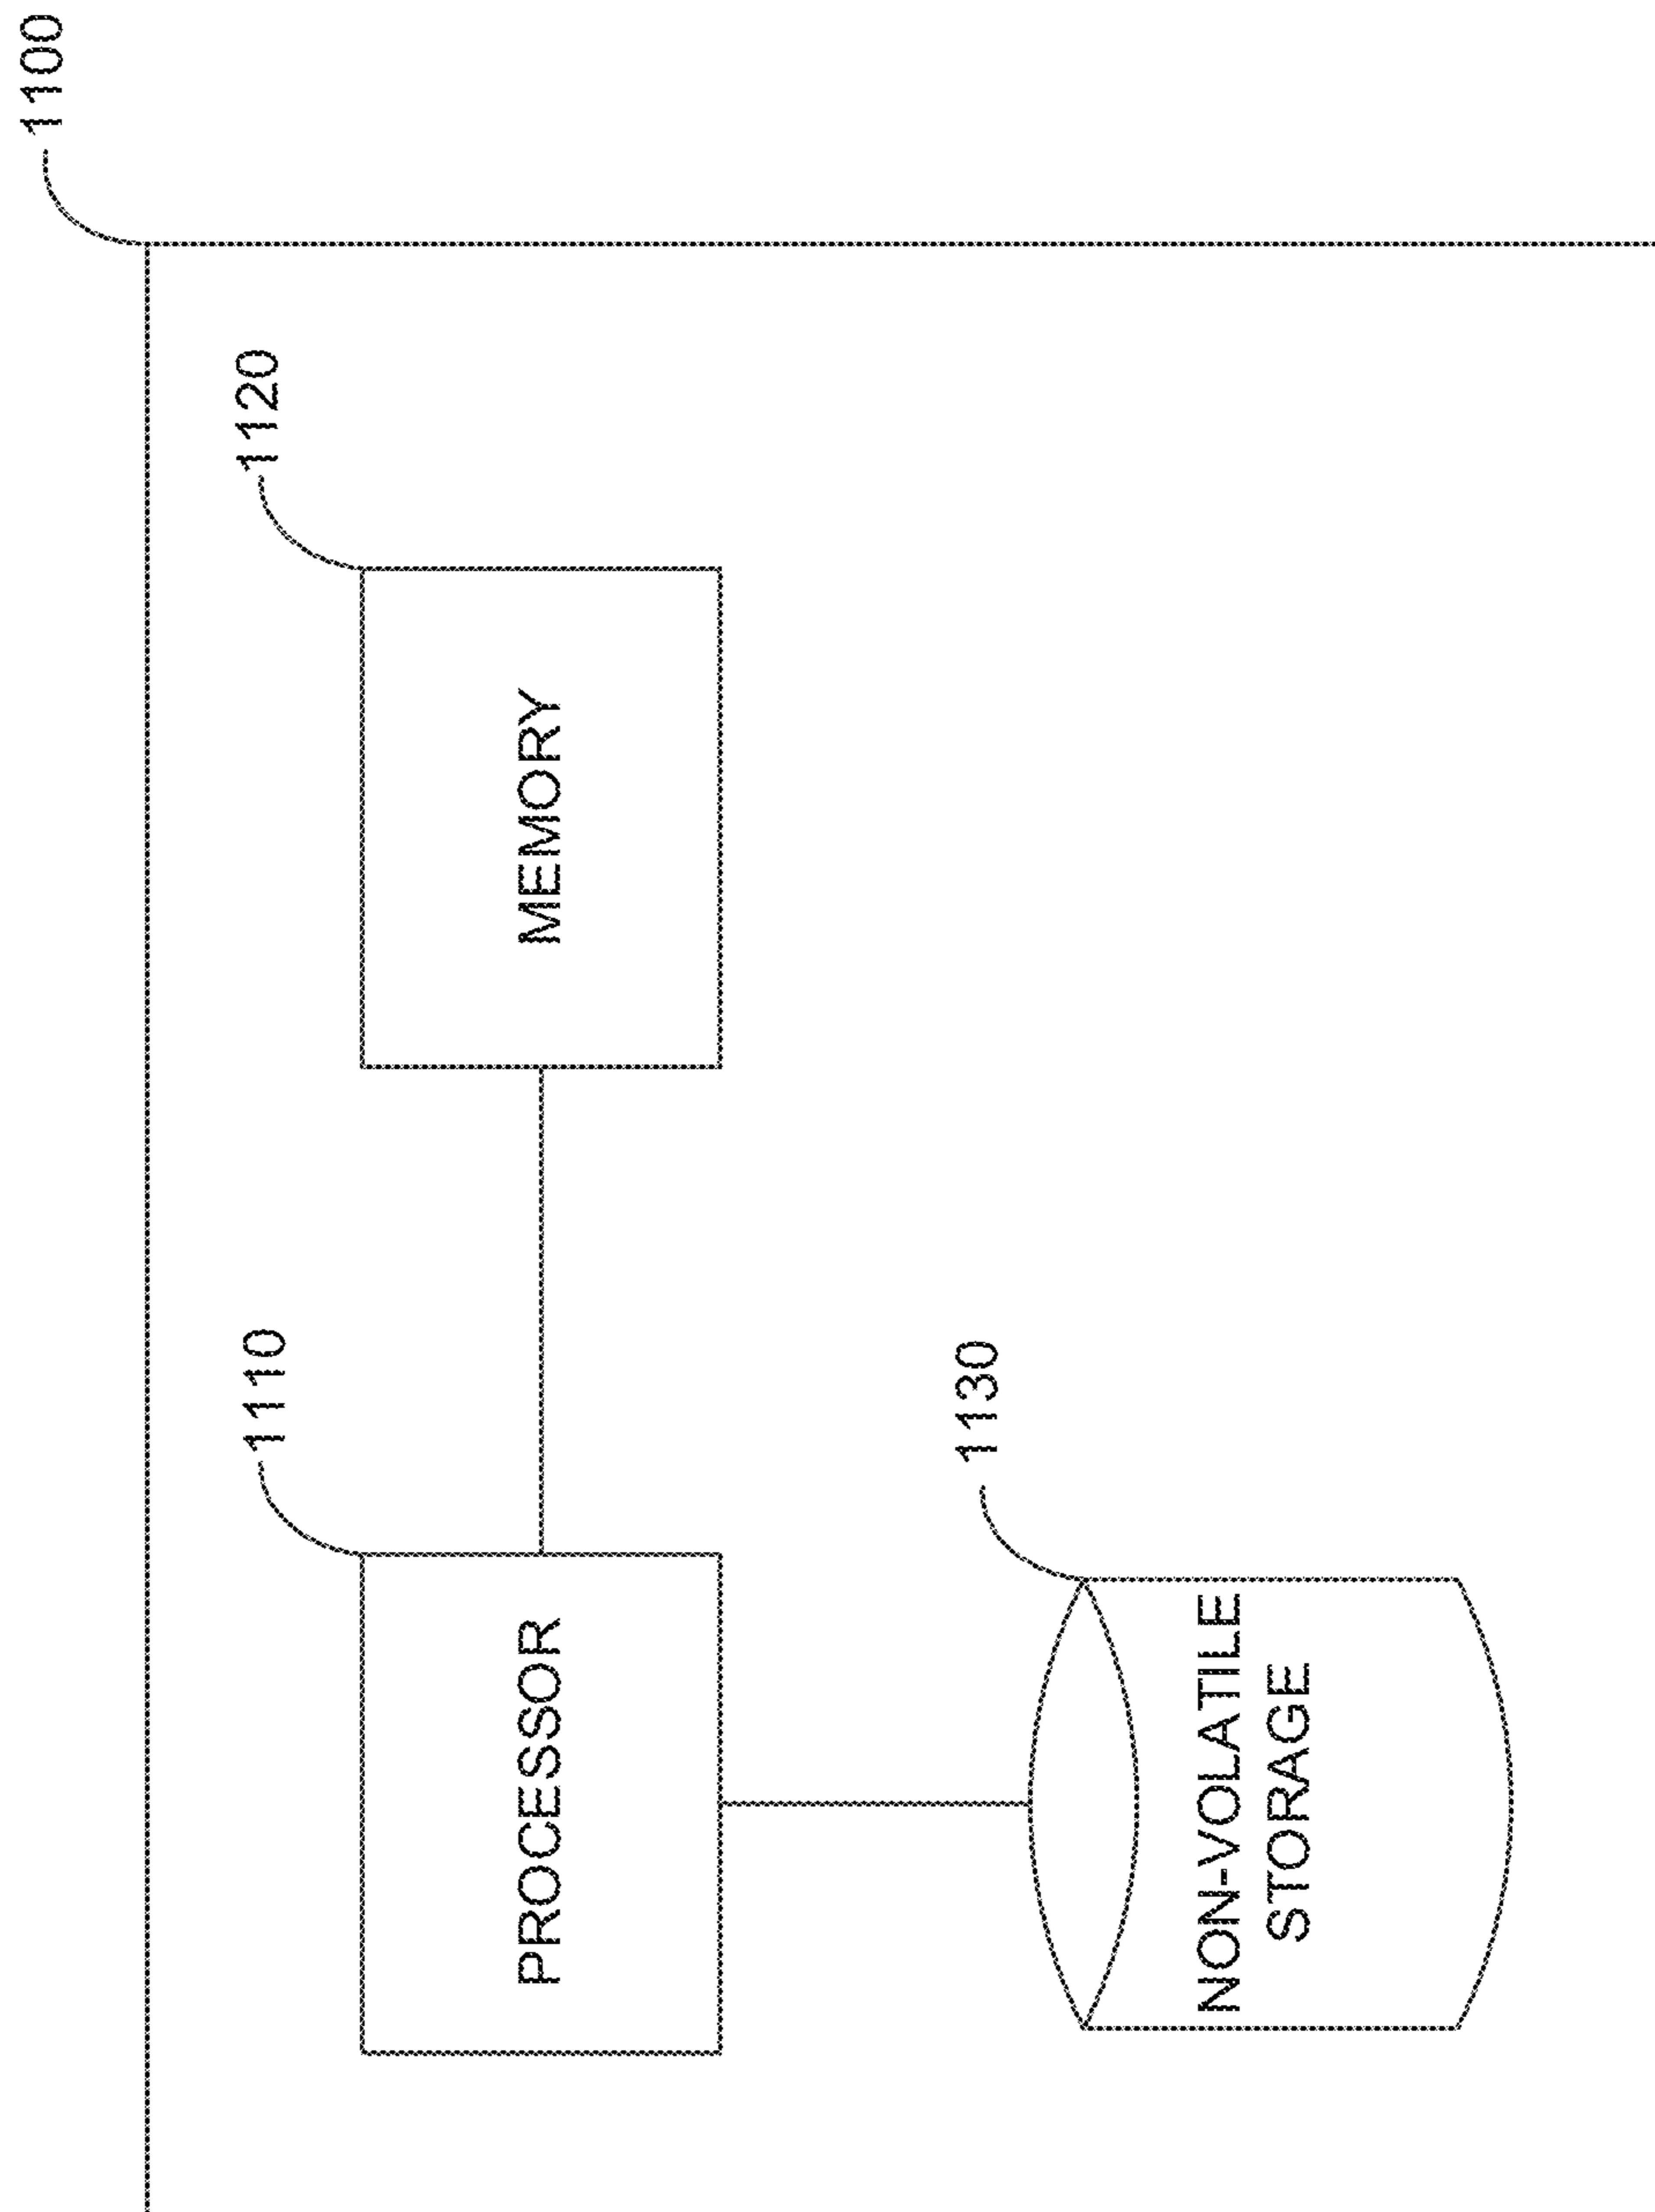 1100
1110
1120
PROCESSOR
MEMORY
1130
NON-VOLATILE
STORAGE